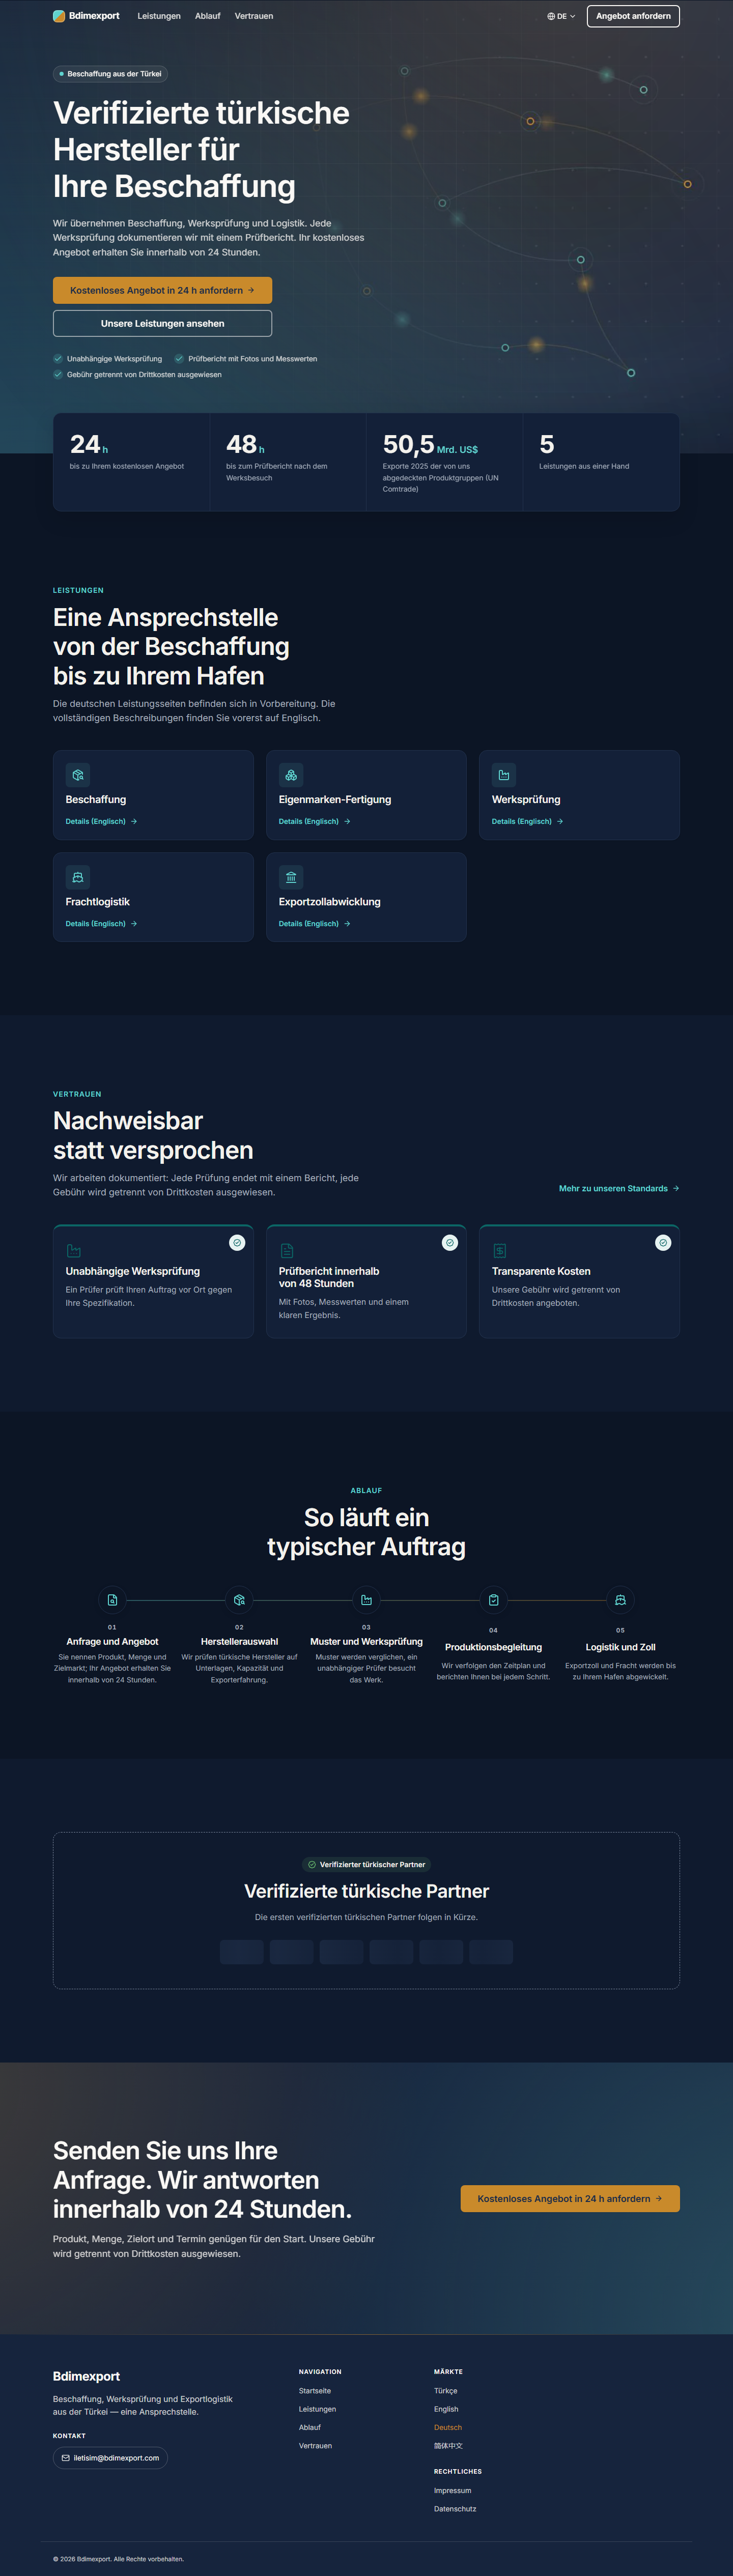 Bdimexport
Leistungen
Ablauf
Vertrauen
DE
Angebot anfordern
Beschaffung aus der Türkei
Verifizierte türkische
Hersteller für
Ihre Beschaffung
Wir übernehmen Beschaffung, Werksprüfung und Logistik. Jede
Werksprüfung dokumentieren wir mit einem Prüfbericht. Ihr kostenloses
Angebot erhalten Sie innerhalb von 24 Stunden.
Kostenloses Angebot in 24 h anfordern →
Unsere Leistungen ansehen
Unabhängige Werksprüfung
Prüfbericht mit Fotos und Messwerten
Gebühr getrennt von Drittkosten ausgewiesen
24 h
bis zu Ihrem kostenlosen Angebot
48 h
bis zum Prüfbericht nach dem
Werksbesuch
50,5 Mrd. US$
Exporte 2025 der von uns
abgedeckten Produktgruppen (UN
Comtrade)
5
Leistungen aus einer Hand
LEISTUNGEN
Eine Ansprechstelle
von der Beschaffung
bis zu Ihrem Hafen
Die deutschen Leistungsseiten befinden sich in Vorbereitung. Die
vollständigen Beschreibungen finden Sie vorerst auf Englisch.
Beschaffung
Details (Englisch) →
Eigenmarken-Fertigung
Details (Englisch) →
Werksprüfung
Details (Englisch) →
Frachtlogistik
Details (Englisch) →
Exportzollabwicklung
Details (Englisch) →
VERTRAUEN
Nachweisbar
statt versprochen
Wir arbeiten dokumentiert: Jede Prüfung endet mit einem Bericht, jede
Gebühr wird getrennt von Drittkosten ausgewiesen.
Mehr zu unseren Standards →
Unabhängige Werksprüfung
Ein Prüfer prüft Ihren Auftrag vor Ort gegen
Ihre Spezifikation.
Prüfbericht innerhalb
von 48 Stunden
Mit Fotos, Messwerten und einem
klaren Ergebnis.
Transparente Kosten
Unsere Gebühr wird getrennt von
Drittkosten angeboten.
ABLAUF
So läuft ein
typischer Auftrag
01
Anfrage und Angebot
Sie nennen Produkt, Menge und
Zielmarkt; Ihr Angebot erhalten Sie
innerhalb von 24 Stunden.
02
Herstellerauswahl
Wir prüfen türkische Hersteller auf
Unterlagen, Kapazität und
Exporterfahrung.
03
Muster und Werksprüfung
Muster werden verglichen, ein
unabhängiger Prüfer besucht
das Werk.
04
Produktionsbegleitung
Wir verfolgen den Zeitplan und
berichten Ihnen bei jedem Schritt.
05
Logistik und Zoll
Exportzoll und Fracht werden bis
zu Ihrem Hafen abgewickelt.
Verifizierter türkischer Partner
Verifizierte türkische Partner
Die ersten verifizierten türkischen Partner folgen in Kürze.
Senden Sie uns Ihre
Anfrage. Wir antworten
innerhalb von 24 Stunden.
Produkt, Menge, Zielort und Termin genügen für den Start. Unsere Gebühr
wird getrennt von Drittkosten ausgewiesen.
Kostenloses Angebot in 24 h anfordern →
Bdimexport
Beschaffung, Werksprüfung und Exportlogistik
aus der Türkei — eine Ansprechstelle.
KONTAKT
iletisim@bdimexport.com
NAVIGATION
Startseite
Leistungen
Ablauf
Vertrauen
MÄRKTE
Türkçe
English
Deutsch
简体中文
RECHTLICHES
Impressum
Datenschutz
© 2026 Bdimexport. Alle Rechte vorbehalten.